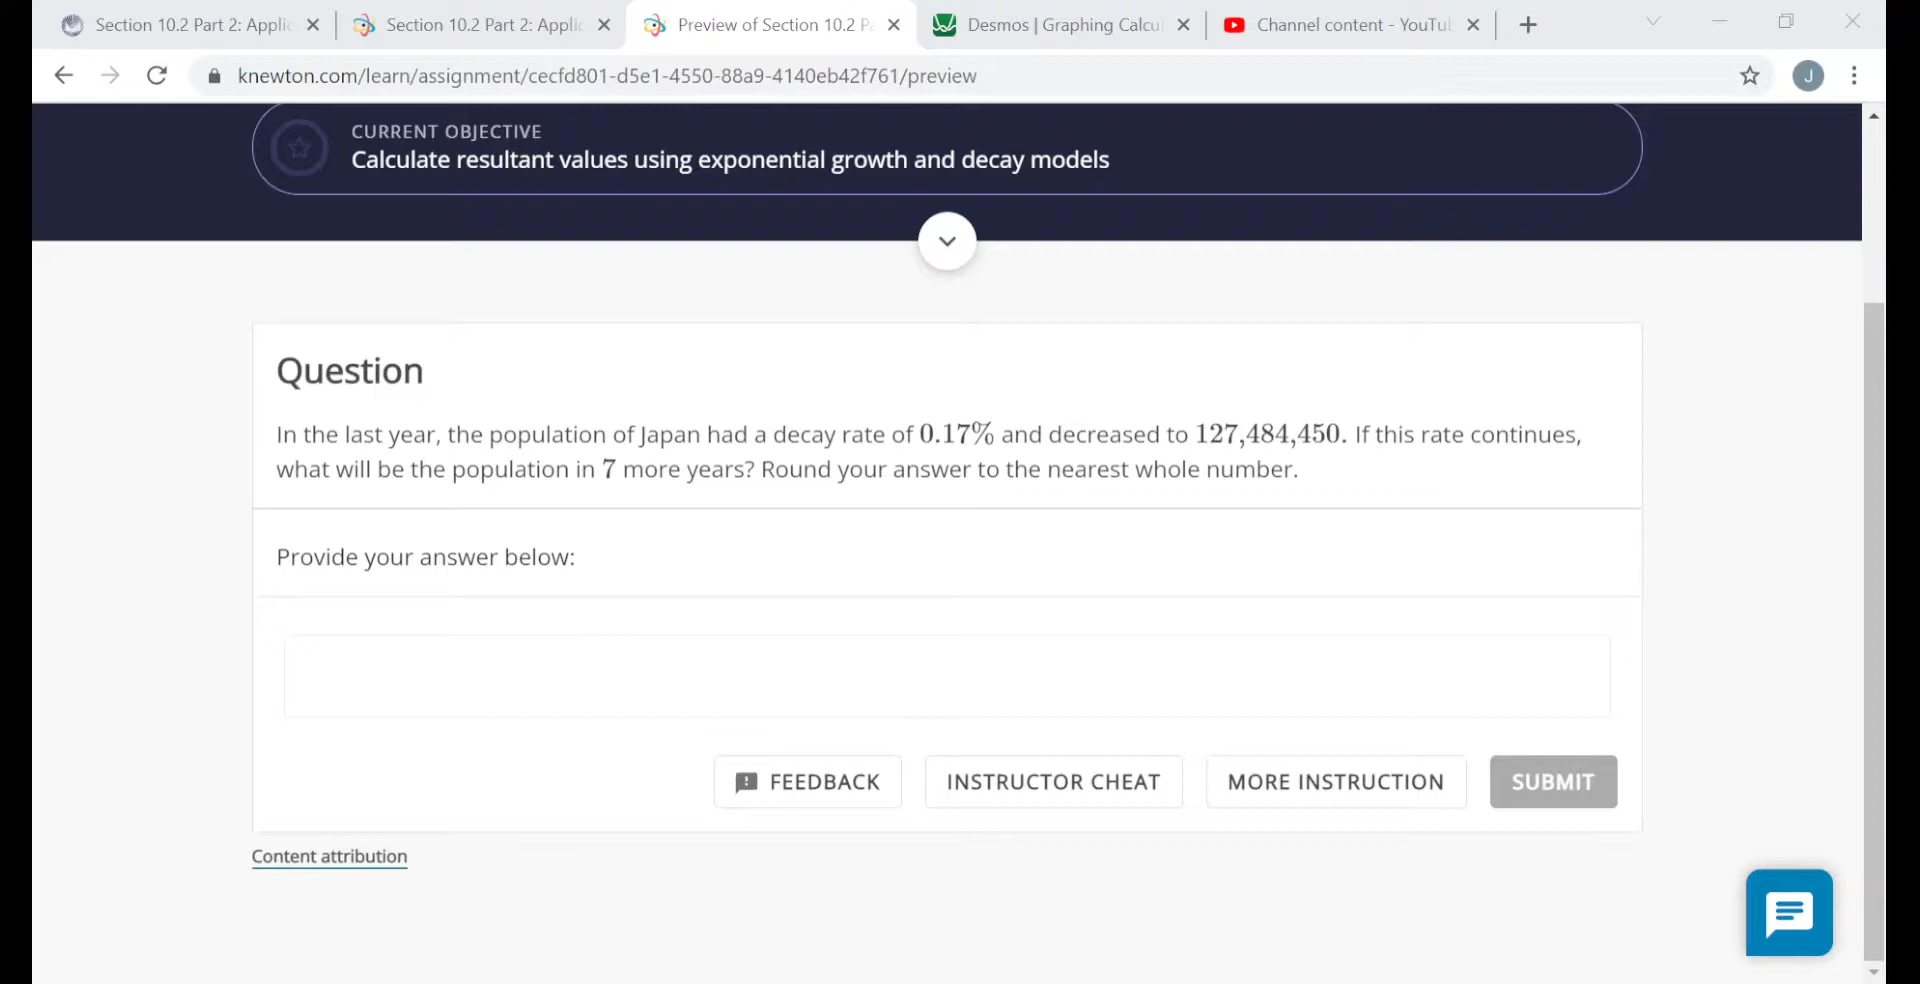 Section 10.2 Part 2: Applic
Section 10.2 Part 2: Applic
Preview of Section 10.2 Pa
Desmos | Graphing Calcul
Channel content - YouTub
knewton.com/learn/assignment/cecfd801-d5e1-4550-88a9-4140eb42f761/preview
J
CURRENT OBJECTIVE
Calculate resultant values using exponential growth and decay models
Question
In the last year, the population of Japan had a decay rate of 0.17% and decreased to 127,484,450. If this rate continues,
what will be the population in 7 more years? Round your answer to the nearest whole number.
Provide your answer below:
FEEDBACK
INSTRUCTOR CHEAT
MORE INSTRUCTION
SUBMIT
Content attribution